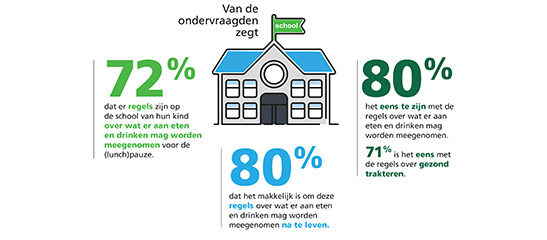 Van de
ondervraagden
zegt
school
72%
dat er regels zijn op
de school van hun kind
over wat er aan eten
en drinken mag worden
meegenomen voor de
(lunch)pauze.
80%
dat het makkelijk is om deze
regels over wat er aan eten
en drinken mag worden
meegenomen na te leven.
80%
het eens te zijn met de
regels over wat er aan
eten en drinken mag
worden meegenomen.
71% is het eens met
de regels over gezond
trakteren.